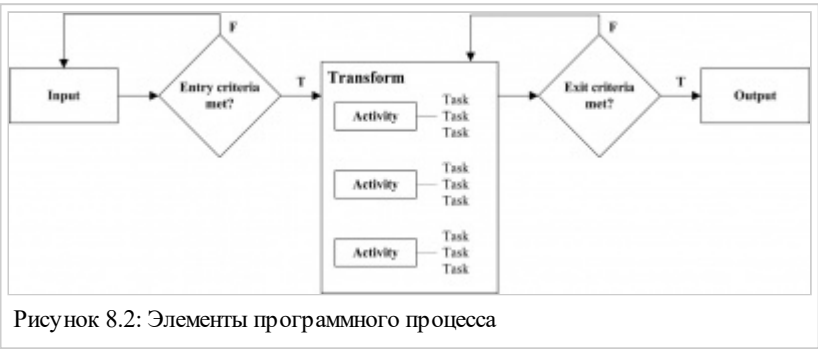 F
F
Input
Entry criteria
met?
T
Transform
Activity
Task
Task
Task
Activity
Task
Task
Task
Activity
Task
Task
Task
Exit criteria
met?
T
Output
Рисунок 8.2: Элементы программного процесса